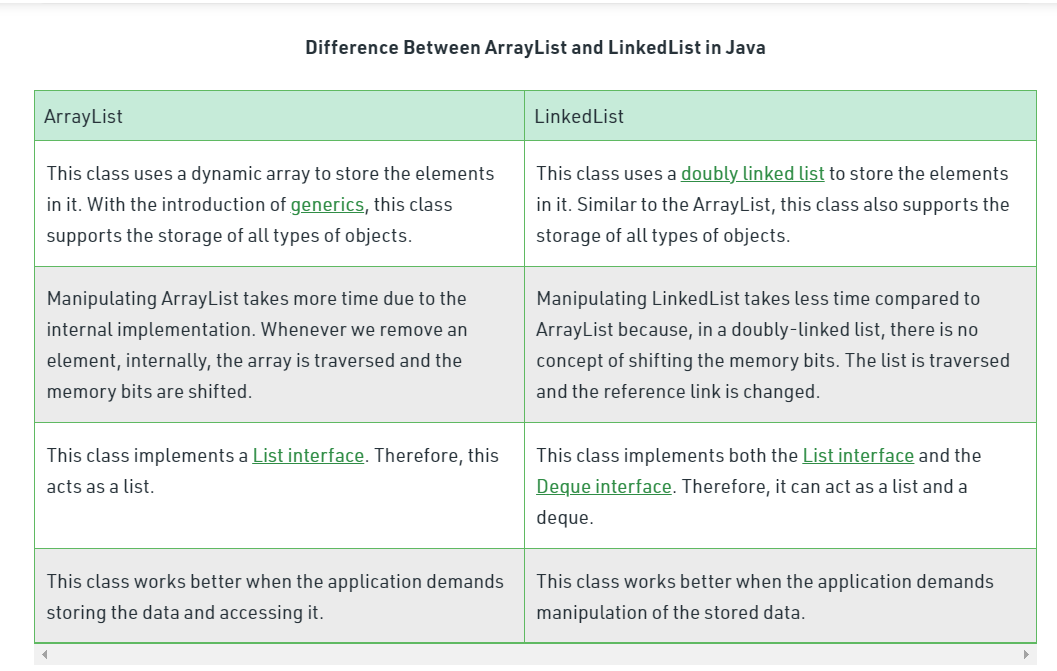 Difference Between ArrayList and LinkedList in Java
ArrayList
LinkedList
This class uses a dynamic array to store the elements
in it. With the introduction of generics, this class
supports the storage of all types of objects.
This class uses a doubly linked list to store the elements
in it. Similar to the ArrayList, this class also supports the
storage of all types of objects.
Manipulating ArrayList takes more time due to the
internal implementation. Whenever we remove an
element, internally, the array is traversed and the
memory bits are shifted.
Manipulating LinkedList takes less time compared to
ArrayList because, in a doubly-linked list, there is no
concept of shifting the memory bits. The list is traversed
and the reference link is changed.
This class implements a List interface. Therefore, this
acts as a list.
This class implements both the List interface and the
Deque interface. Therefore, it can act as a list and a
deque.
This class works better when the application demands
storing the data and accessing it.
This class works better when the application demands
manipulation of the stored data.